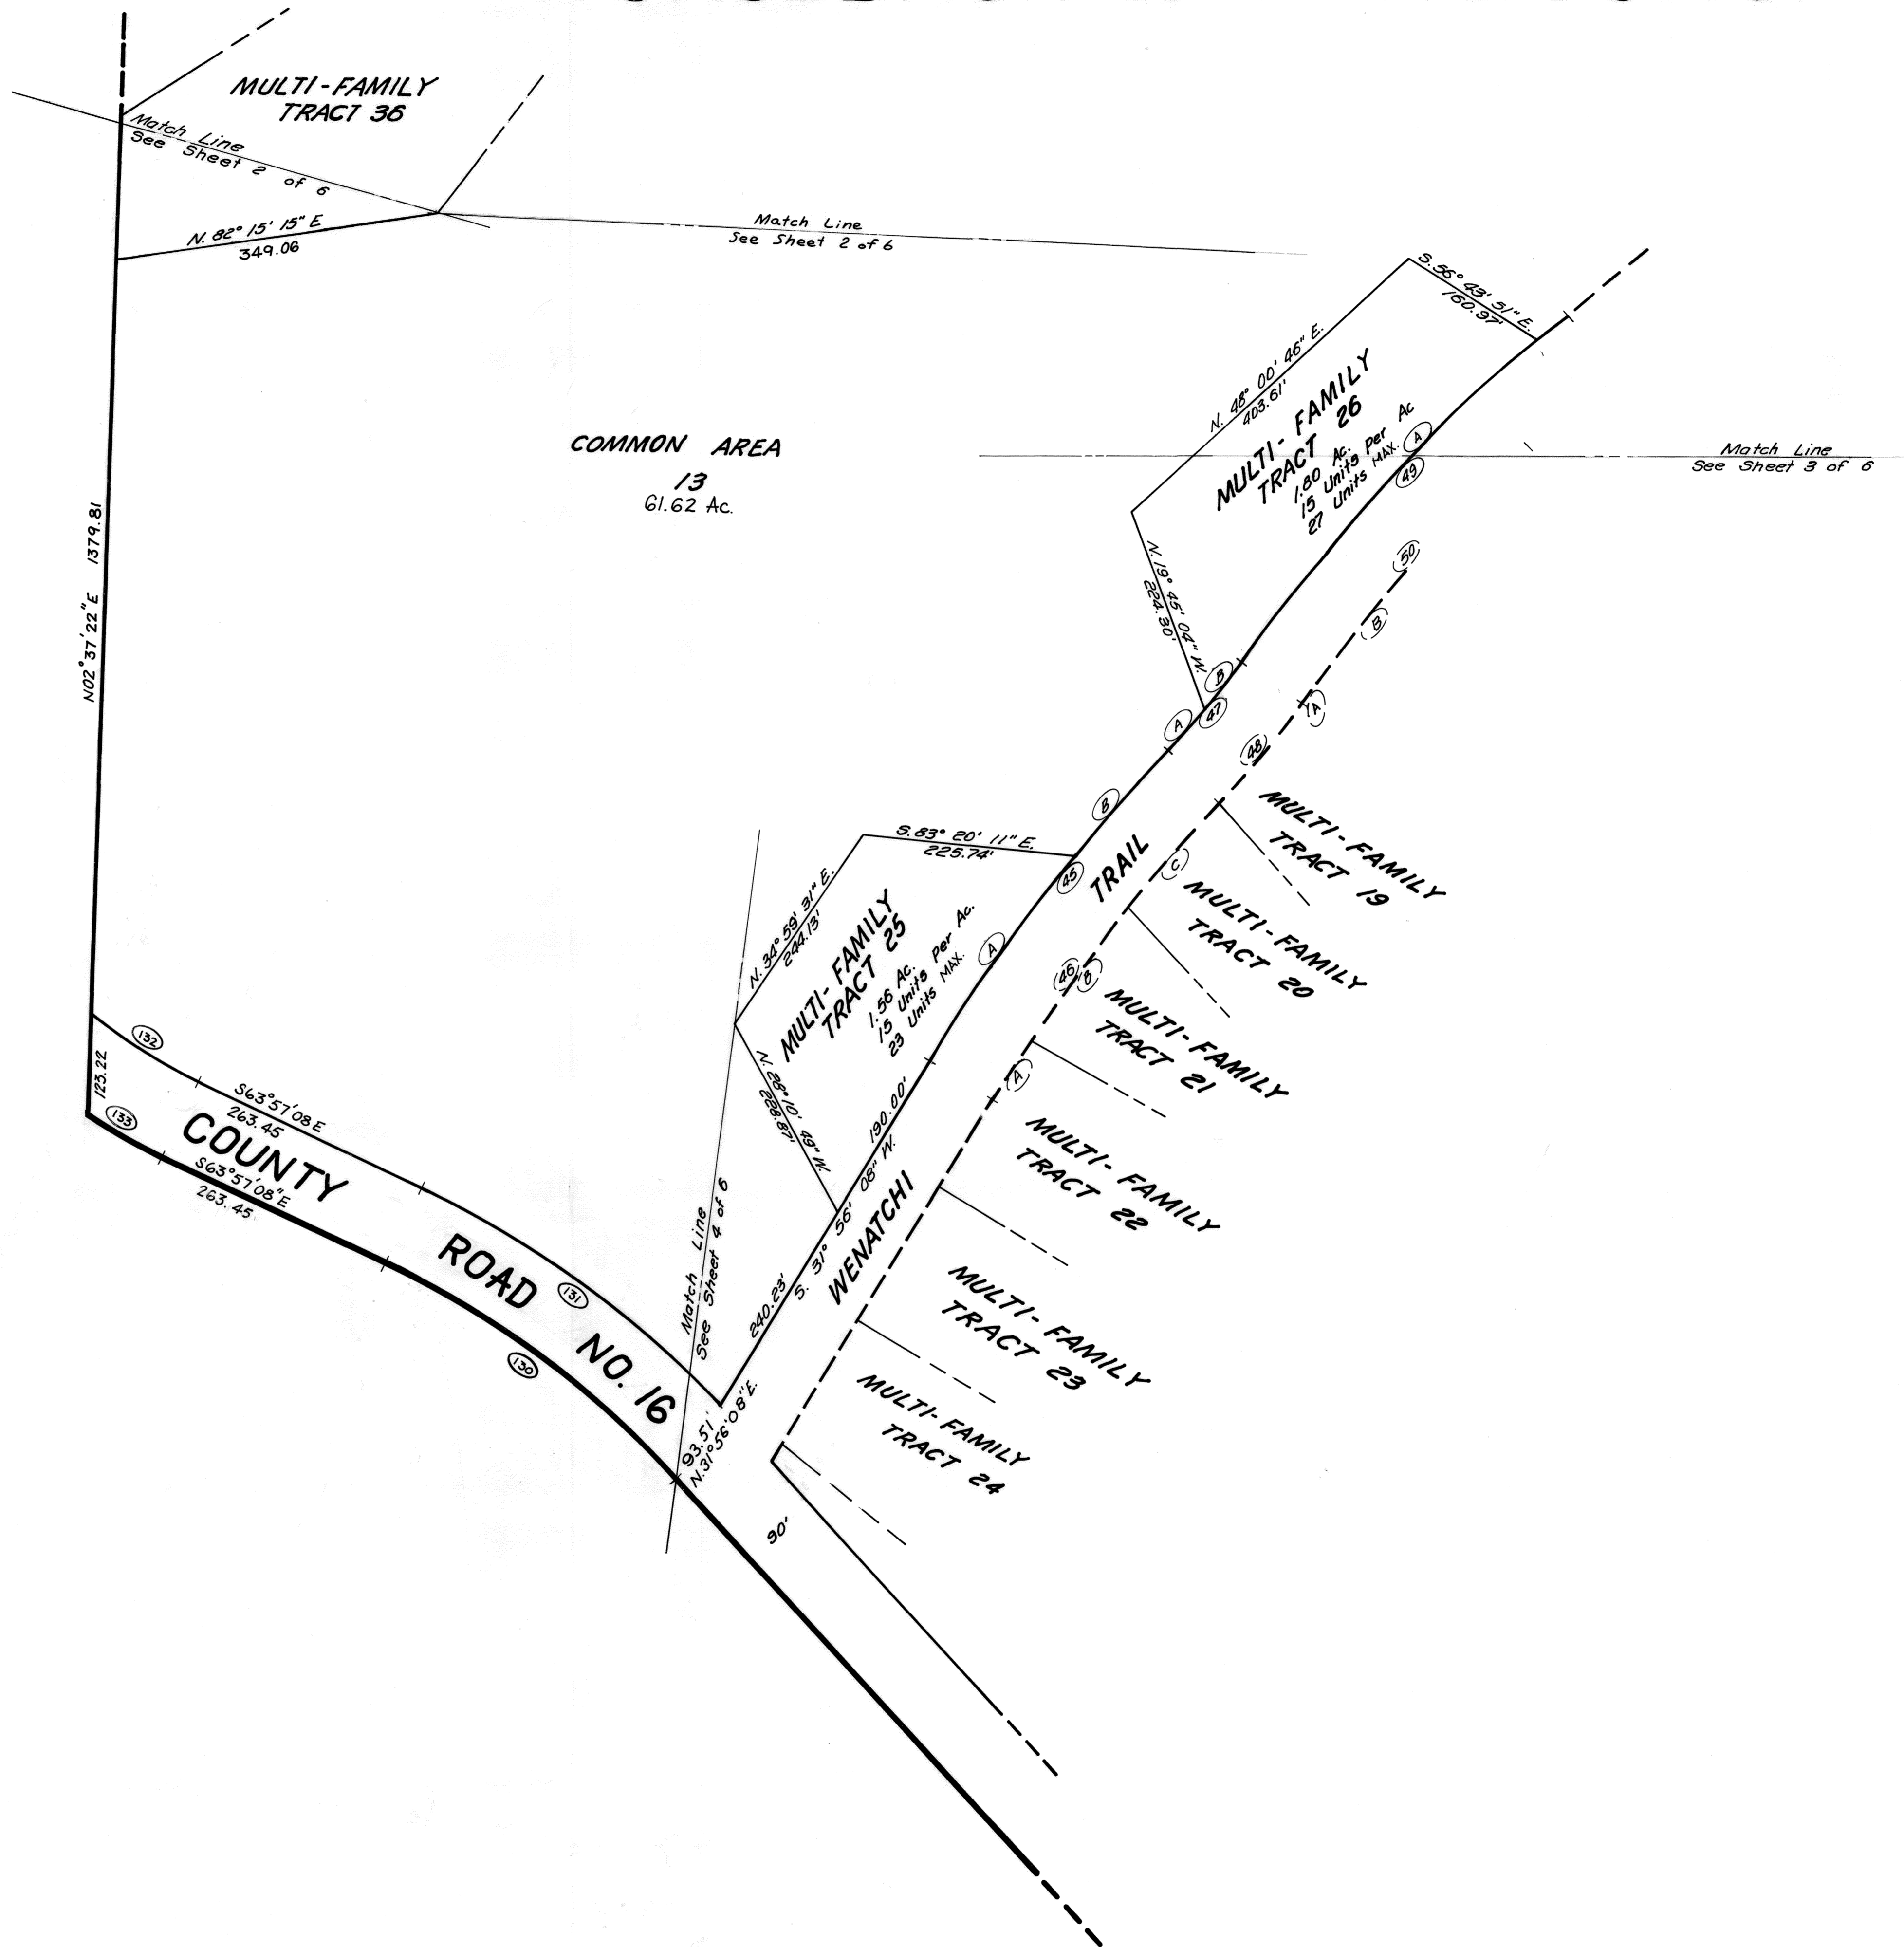 MULTI-FAMILY
TRACT 36
Match Line
See Sheet 2 of 6
N. 82° 15' 15" E
349.06
Match Line
See Sheet 2 of 6
S. 56° 43' 51" E.
160.97'
N. 48° 00' 46" E.
403.61'
MULTI-FAMILY
TRACT 26
1.80 Ac.
15 Units Per Ac
27 Units MAX.
A
49
Match Line
See Sheet 3 of 6
COMMON AREA
13
61.62 Ac.
N02°37'22"E 1379.81
N. 19° 45' 04" W.
224.30'
50
B
A
48
B
47
A
B
45
A
S. 83° 20' 11" E.
225.74'
N. 34° 59' 31" E.
244.13'
MULTI-FAMILY
TRACT 25
1.56 Ac.
15 Units Per Ac.
23 Units MAX.
N. 28° 10' 49" W.
228.87'
TRAIL
C
46
B
A
MULTI-FAMILY
TRACT 19
MULTI-FAMILY
TRACT 20
MULTI-FAMILY
TRACT 21
MULTI-FAMILY
TRACT 22
MULTI-FAMILY
TRACT 23
MULTI-FAMILY
TRACT 24
190.00'
240.23'
S. 31° 56' 08" W.
WENATCHI
132
123.22
133
S63°57'08E
263.45
COUNTY
S63°57'08"E
263.45
ROAD
131
NO. 16
130
Match Line
See Sheet 4 of 6
93.51'
N.31°56'08"E.
90'